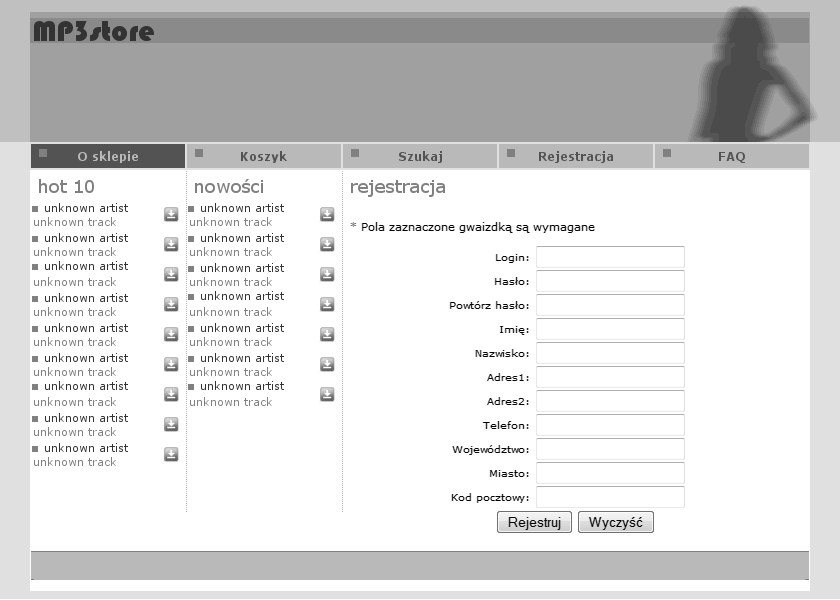 MP3store
O sklepie
Koszyk
Szukaj
Rejestracja
FAQ
hot 10
unknown artist
unknown track
unknown artist
unknown track
unknown artist
unknown track
unknown artist
unknown track
unknown artist
unknown track
unknown artist
unknown track
unknown artist
unknown track
unknown artist
unknown track
unknown artist
unknown track
nowości
unknown artist
unknown track
unknown artist
unknown track
unknown artist
unknown track
unknown artist
unknown track
unknown artist
unknown track
unknown artist
unknown track
unknown artist
unknown track
rejestracja
* Pola zaznaczone gwaizdką są wymagane
Login:
Hasło:
Powtórz hasło:
Imię:
Nazwisko:
Adres1:
Adres2:
Telefon:
Województwo:
Miasto:
Kod pocztowy:
Rejestruj Wyczyść